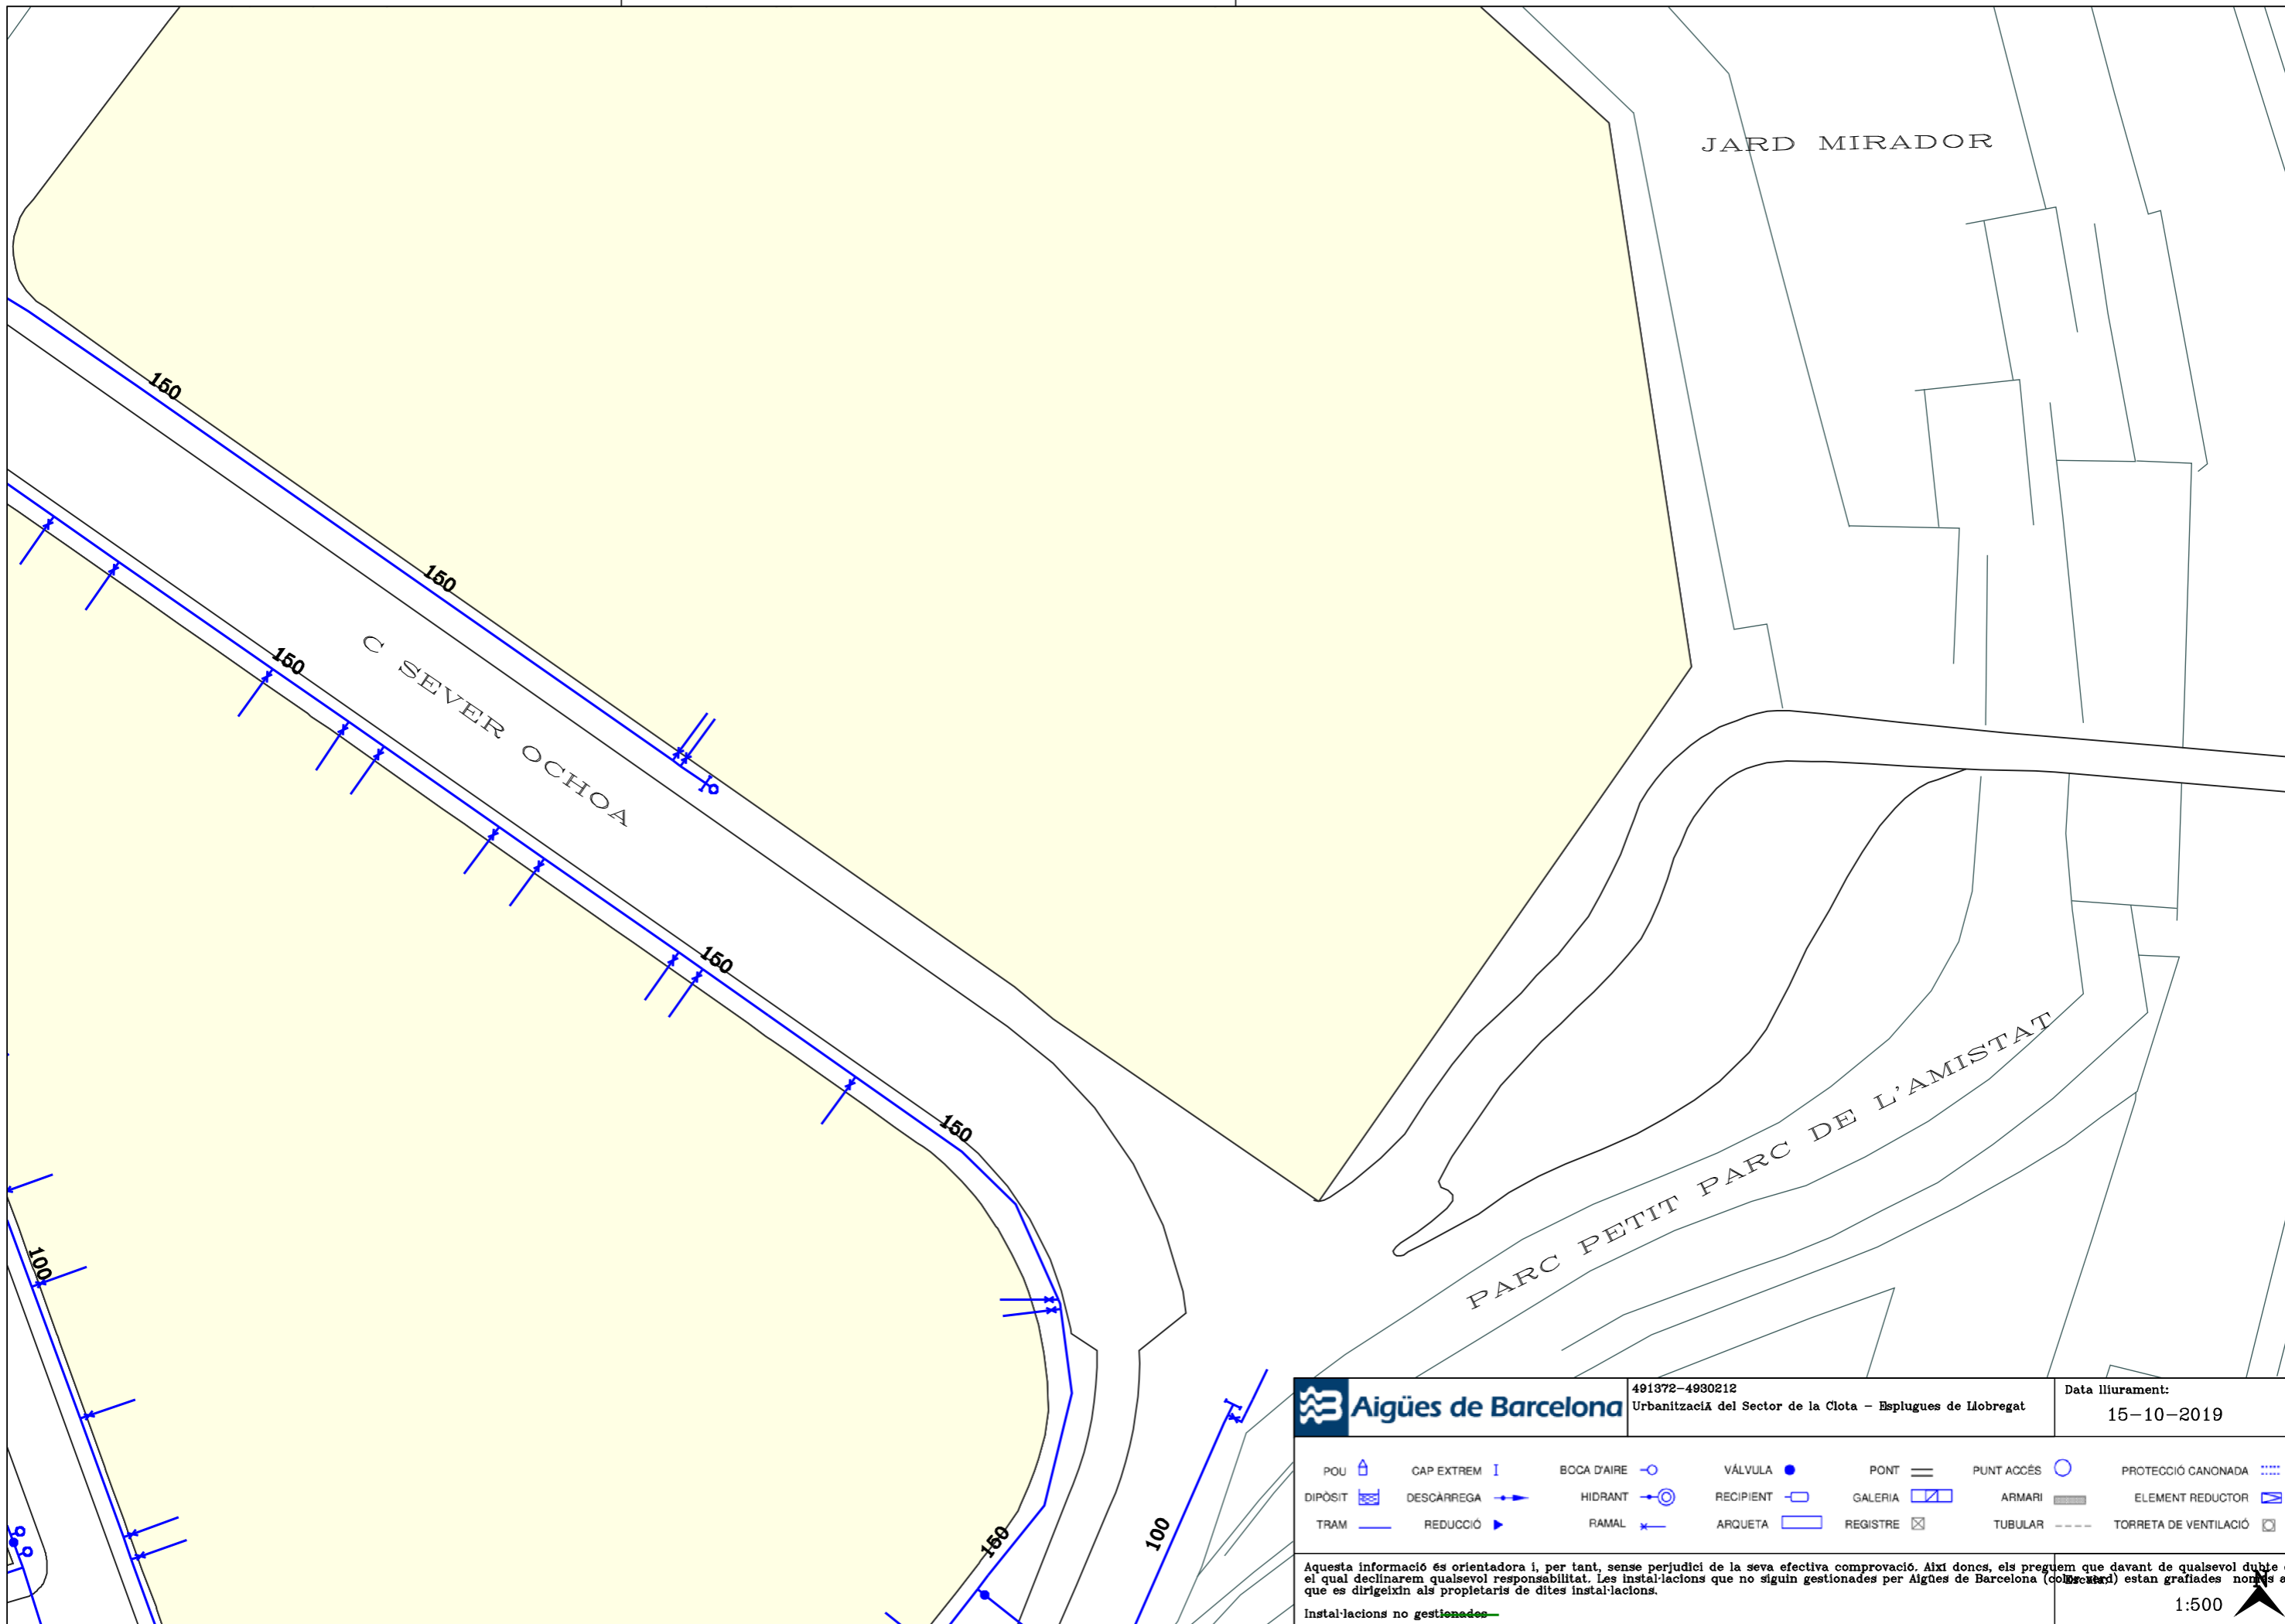 JARD MIRADOR
150
150
150
C SEVER OCHOA
150
150
PARC PETIT PARC DE L'AMISTAT
100
150
100
Aigües de Barcelona
491372-4930212
Urbanització del Sector de la Clota - Esplugues de Llobregat
Data lliurament:
15-10-2019
POU CAP EXTREM BOCA D'AIRE VÀLVULA PONT PUNT ACCÉS PROTECCIÓ CANONADA
DIPÒSIT DESCÀRREGA HIDRANT RECIPIENT GALERIA ARMARI ELEMENT REDUCTOR
TRAM REDUCCIÓ RAMAL ARQUETA REGISTRE TUBULAR TORRETA DE VENTILACIÓ
Aquesta informació és orientadora i, per tant, sense perjudici de la seva efectiva comprovació. Així doncs, els preguem que davant de qualsevol dubte
el qual declinarem qualsevol responsabilitat. Les instal·lacions que no siguin gestionades per Aigües de Barcelona (color verd) estan grafiades només a
que es dirigeixin als propietaris de dites instal·lacions.
Instal·lacions no gestionades
Escala:
N
1:500